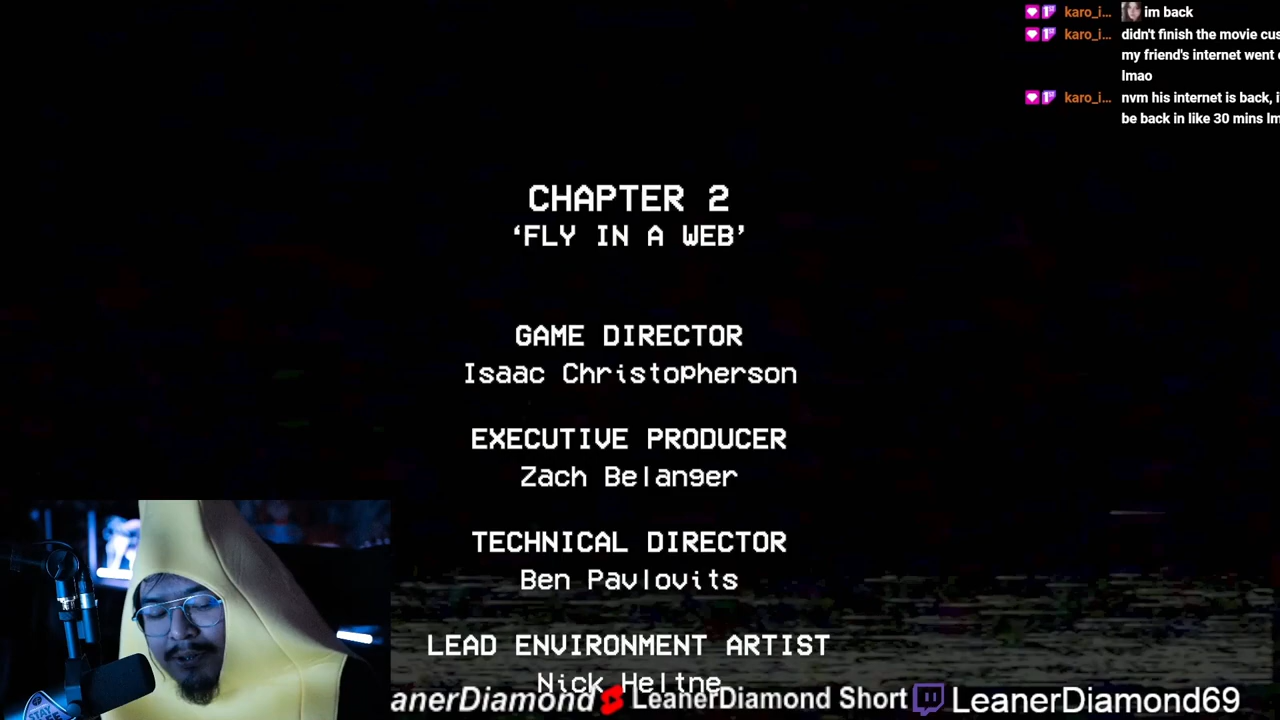 karo_i... im back
karo_i... didn't finish the movie cus
my friend's internet went
lmao
karo_i... nvm his internet is back,
be back in like 30 mins
CHAPTER 2
‘FLY IN A WEB’
GAME DIRECTOR
Isaac Christopherson
EXECUTIVE PRODUCER
Zach Belanger
TECHNICAL DIRECTOR
Ben Pavlovits
LEAD ENVIRONMENT ARTIST
Nick Heltne
eanerDiamond LeanerDiamond Short LeanerDiamond69
STAY